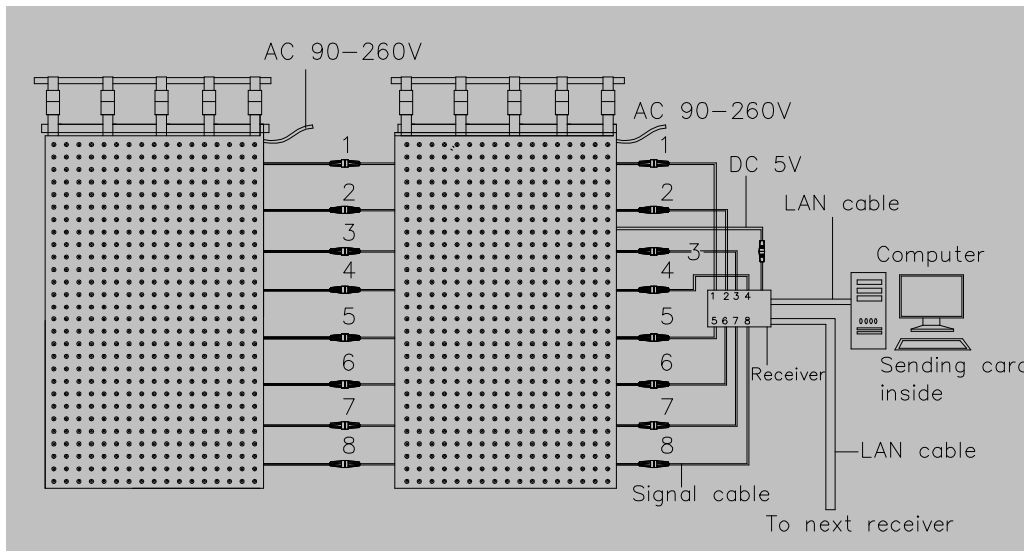 AC 90-260V
AC 90-260V
1
1
DC 5V
2
2
LAN cable
3
3
Computer
4
4
1 2 3 4
5
5
5 6 7 8
6
6
Receiver
Sending card
inside
7
7
8
8
LAN cable
Signal cable
To next receiver